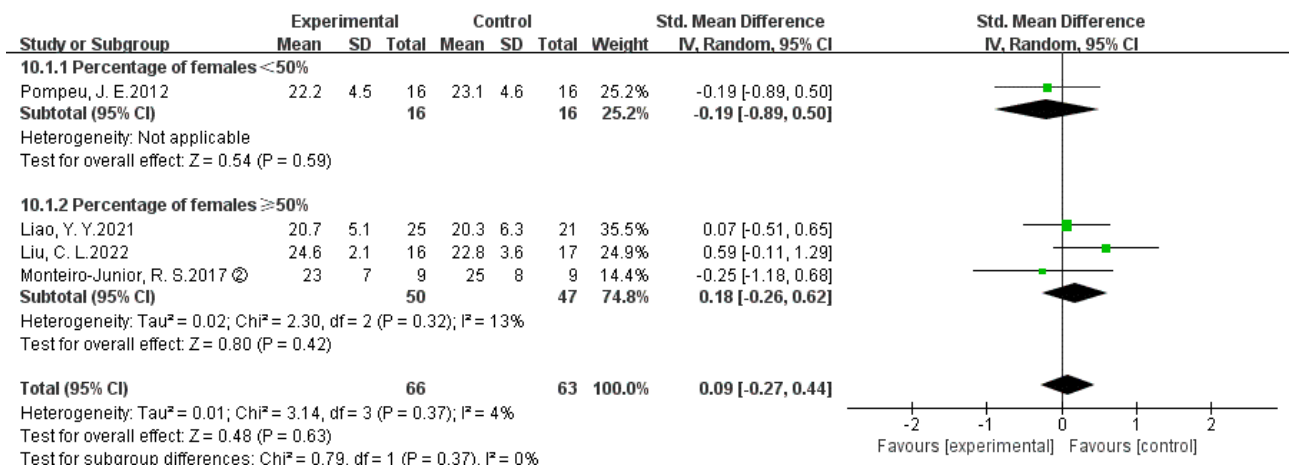 Experimental Control Std. Mean Difference Std. Mean Difference
Study or Subgroup Mean SD Total Mean SD Total Weight IV, Random, 95% CI IV, Random, 95% CI
10.1.1 Percentage of females <50%
Pompeu, J. E.2012 22.2 4.5 16 23.1 4.6 16 25.2% -0.19 [-0.89, 0.50]
Subtotal (95% CI) 16 16 25.2% -0.19 [-0.89, 0.50]
Heterogeneity: Not applicable
Test for overall effect: Z = 0.54 (P = 0.59)
10.1.2 Percentage of females ≥50%
Liao, Y. Y.2021 20.7 5.1 25 20.3 6.3 21 35.5% 0.07 [-0.51, 0.65]
Liu, C. L.2022 24.6 2.1 16 22.8 3.6 17 24.9% 0.59 [-0.11, 1.29]
Monteiro-Junior, R. S.2017 ② 23 7 9 25 8 9 14.4% -0.25 [-1.18, 0.68]
Subtotal (95% CI) 50 47 74.8% 0.18 [-0.26, 0.62]
Heterogeneity: Tau² = 0.02; Chi² = 2.30, df = 2 (P = 0.32); I² = 13%
Test for overall effect: Z = 0.80 (P = 0.42)
Total (95% CI) 66 63 100.0% 0.09 [-0.27, 0.44]
Heterogeneity: Tau² = 0.01; Chi² = 3.14, df = 3 (P = 0.37); I² = 4%
Test for overall effect: Z = 0.48 (P = 0.63)
Test for subgroup differences: Chi² = 0.79, df = 1 (P = 0.37), I² = 0%
-2 -1 0 1 2
Favours [experimental] Favours [control]